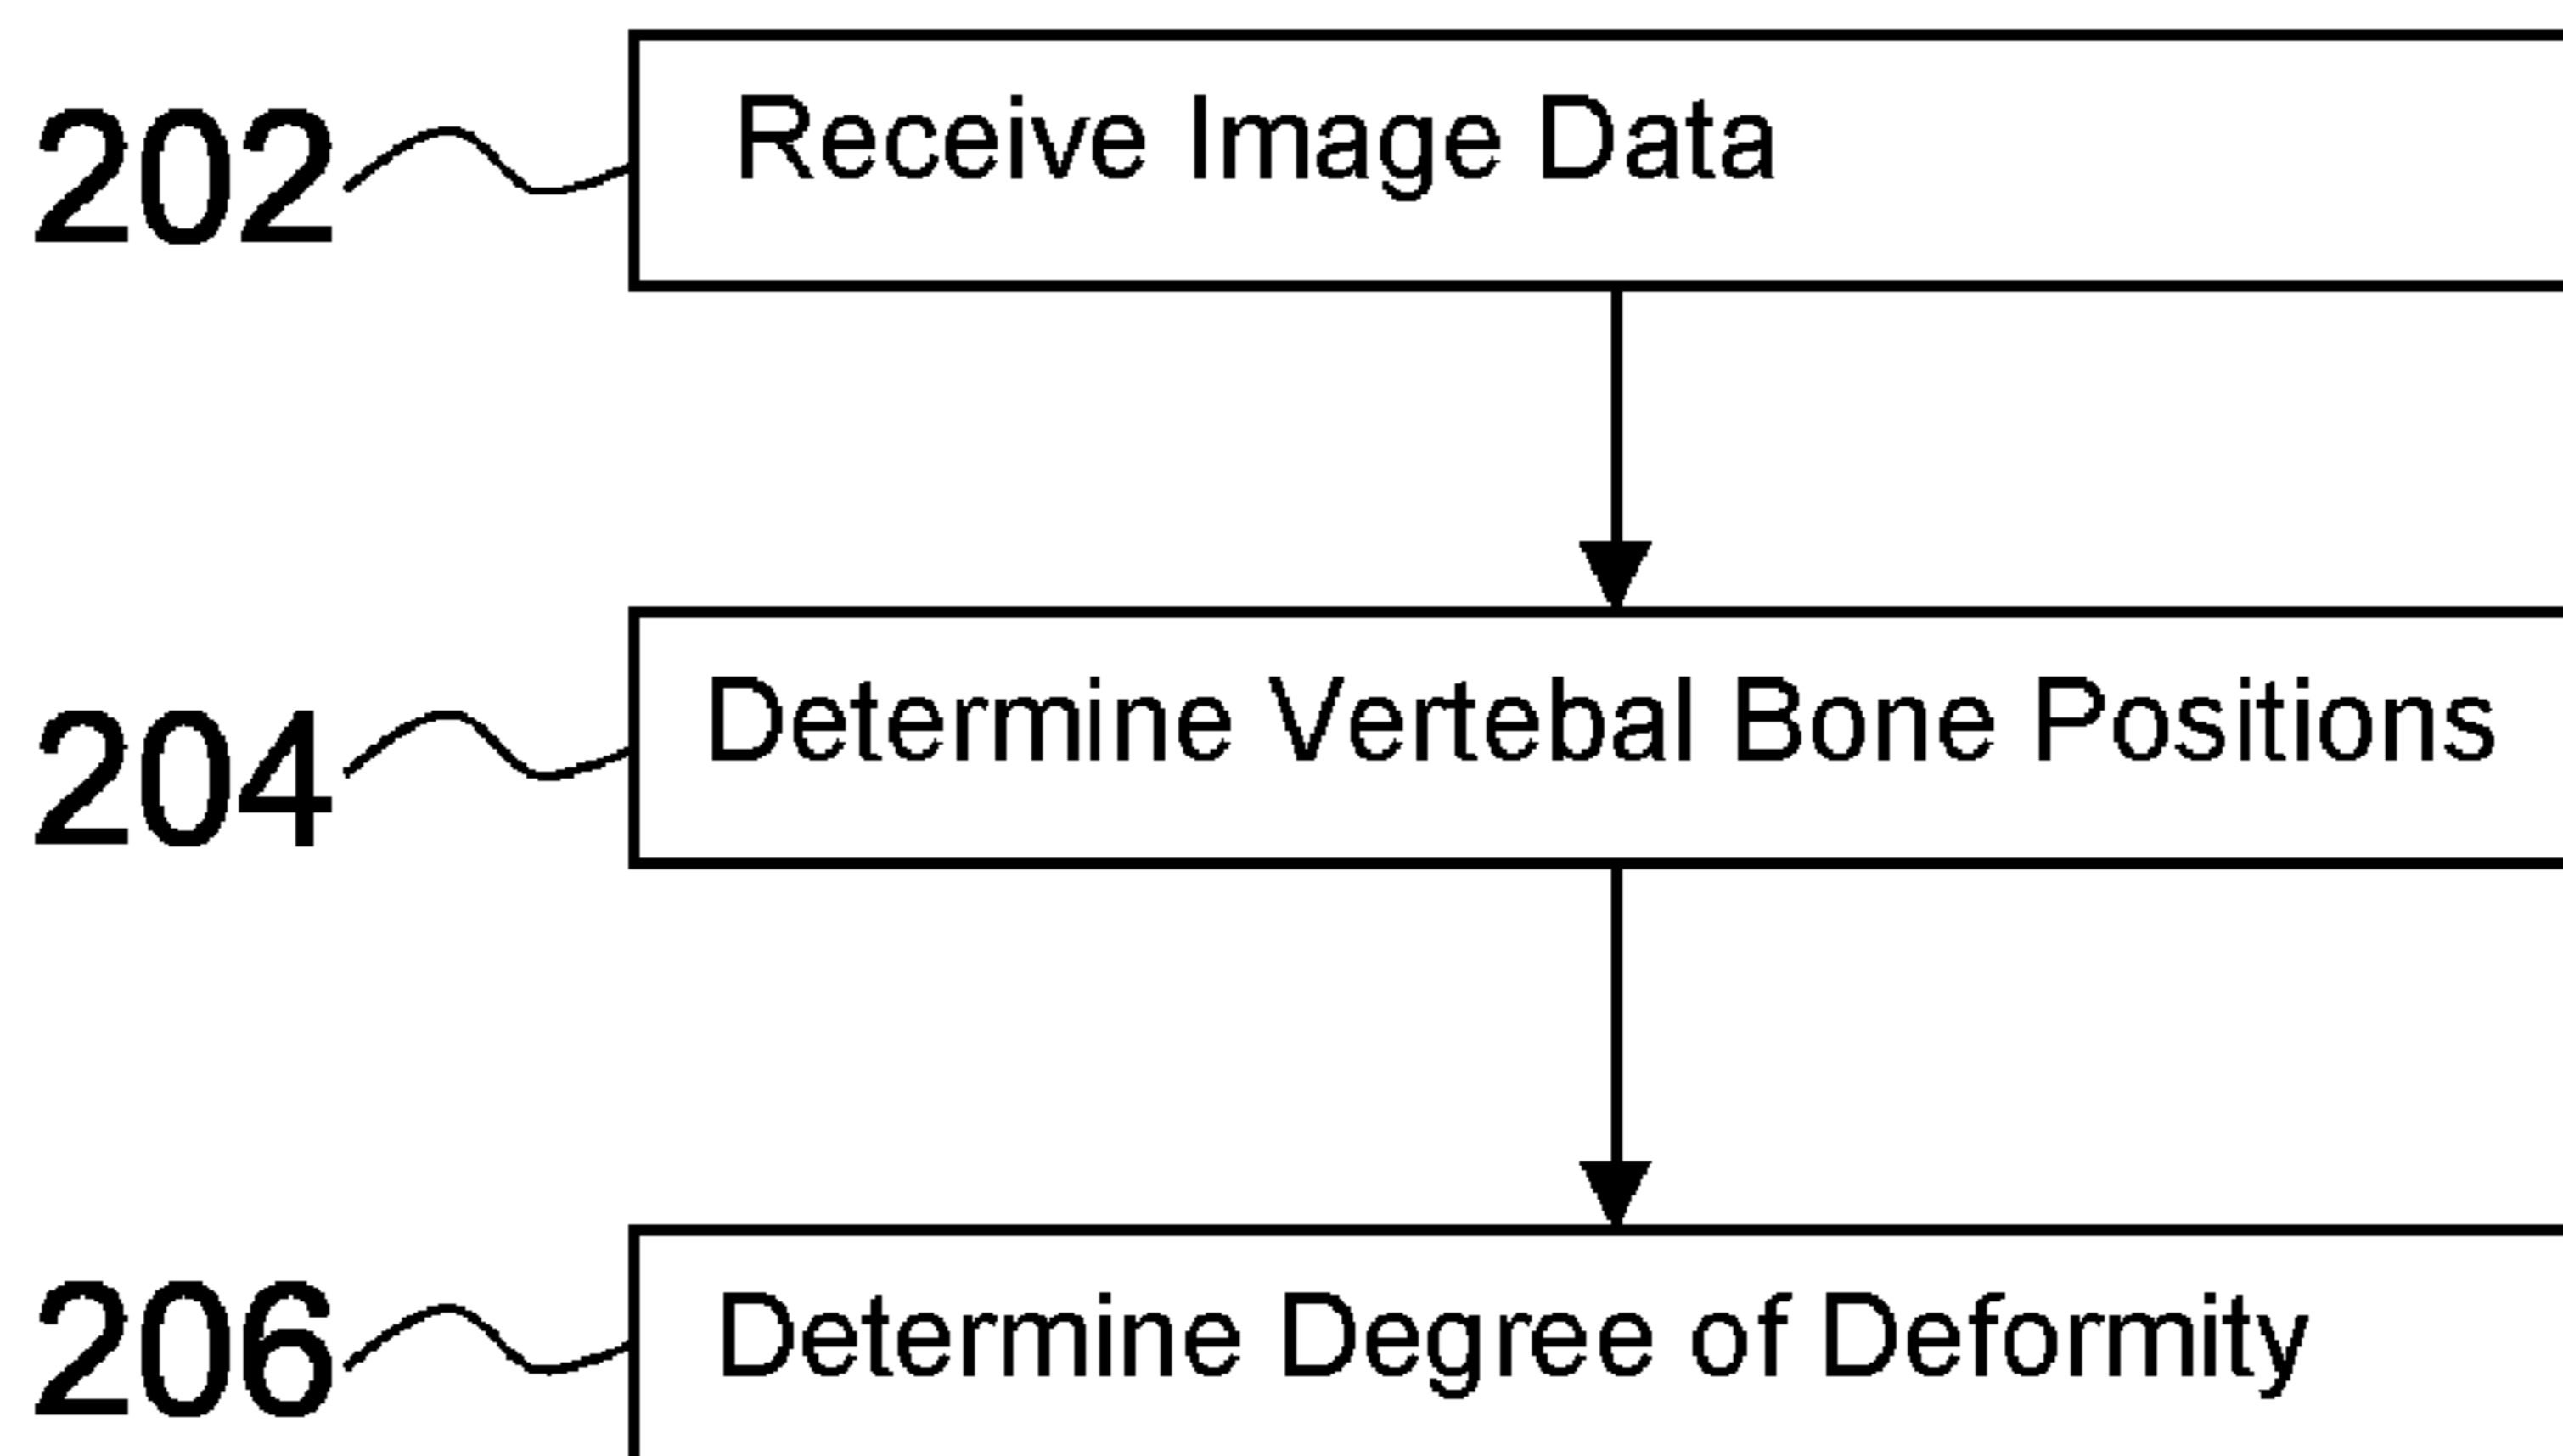 202 Receive Image Data
204 Determine Vertebal Bone Positions
206 Determine Degree of Deformity